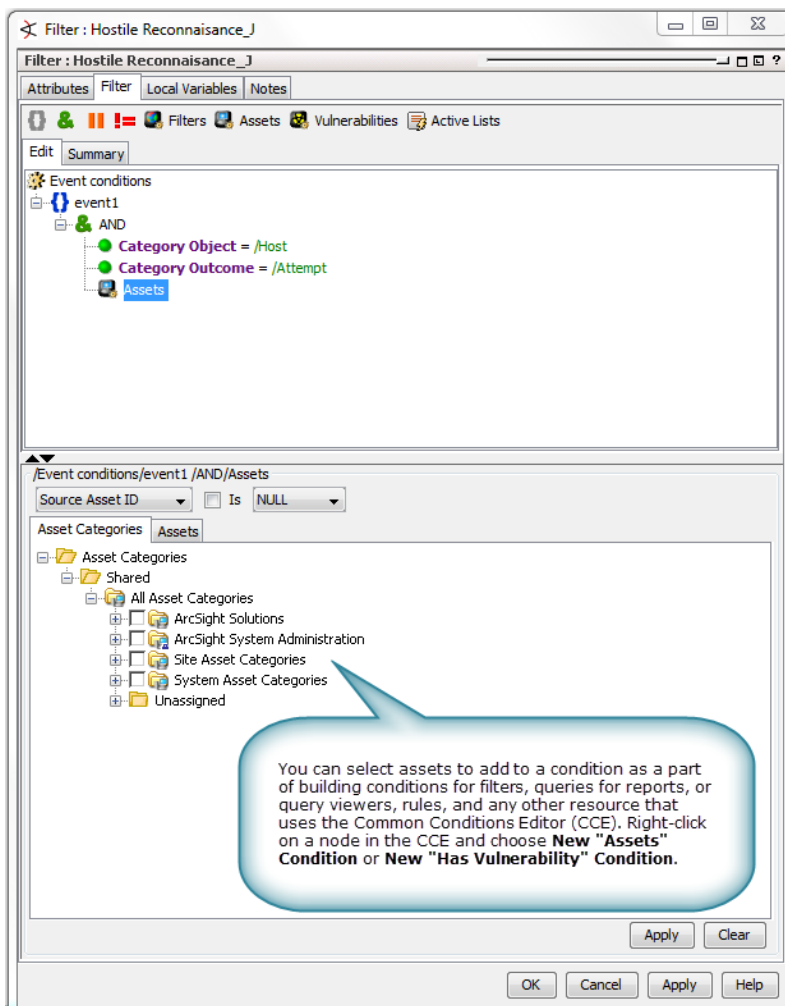 Filter: Hostile Reconnaisance_J
Filter : Hostile Reconnaisance_J
Attributes Filter Local Variables Notes
Filters Assets Vulnerabilities Active Lists
Edit Summary
Event conditions
event1
AND
Category Object = /Host
Category Outcome = /Attempt
Assets
/Event conditions/event1 /AND/Assets
Source Asset ID Is NULL
Asset Categories Assets
Asset Categories
Shared
All Asset Categories
ArcSight Solutions
ArcSight System Administration
Site Asset Categories
System Asset Categories
Unassigned
You can select assets to add to a condition as a part
of building conditions for filters, queries for reports, or
query viewers, rules, and any other resource that
uses the Common Conditions Editor (CCE). Right-click
on a node in the CCE and choose New "Assets"
Condition or New "Has Vulnerability" Condition.
Apply Clear
OK Cancel Apply Help